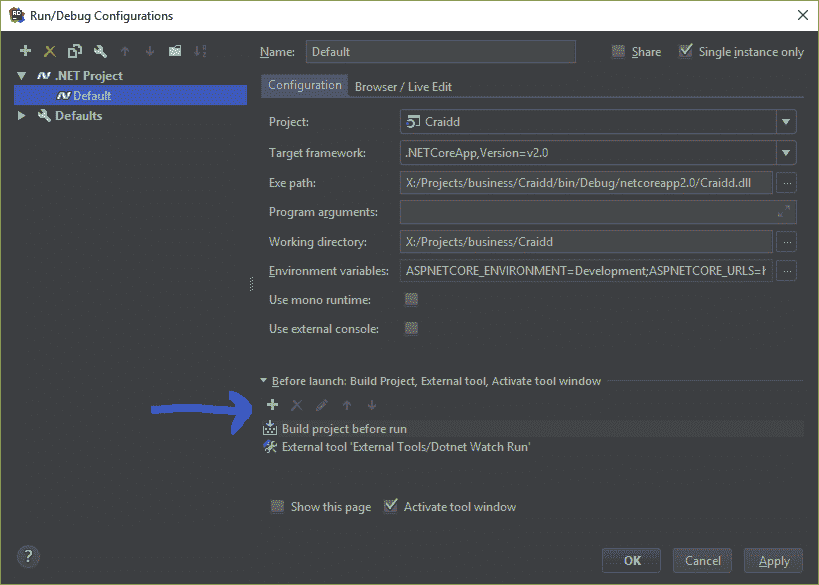 Run/Debug Configurations
Name: Default Share Single instance only
.NET Project
Default
Defaults
Configuration Browser / Live Edit
Project: Craidd
Target framework: .NETCoreApp,Version=v2.0
Exe path: X:/Projects/business/Craidd/bin/Debug/netcoreapp2.0/Craidd.dll ...
Program arguments:
Working directory: X:/Projects/business/Craidd ...
Environment variables: ASPNETCORE_ENVIRONMENT=Development;ASPNETCORE_URLS= ...
Use mono runtime:
Use external console:
Before launch: Build Project, External tool, Activate tool window
Build project before run
External tool 'External Tools/Dotnet Watch Run'
Show this page Activate tool window
? OK Cancel Apply